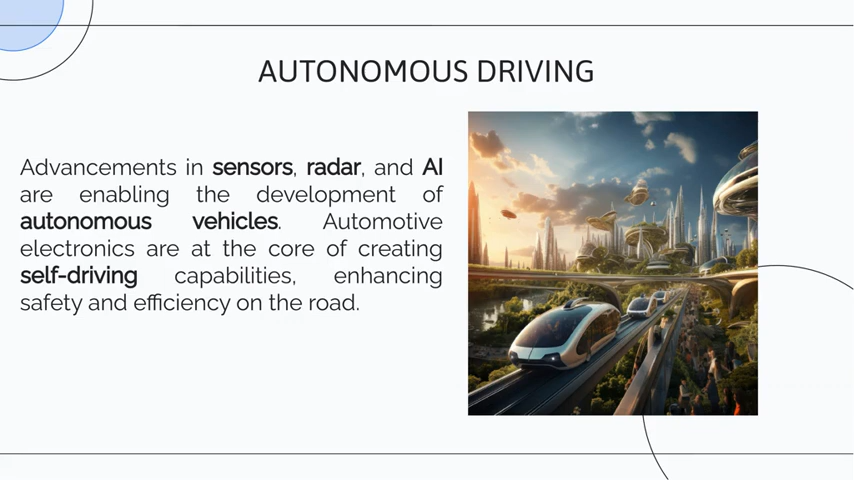 AUTONOMOUS DRIVING
Advancements in sensors, radar, and AI
are enabling the development of
autonomous vehicles. Automotive
electronics are at the core of creating
self-driving capabilities, enhancing
safety and efficiency on the road.